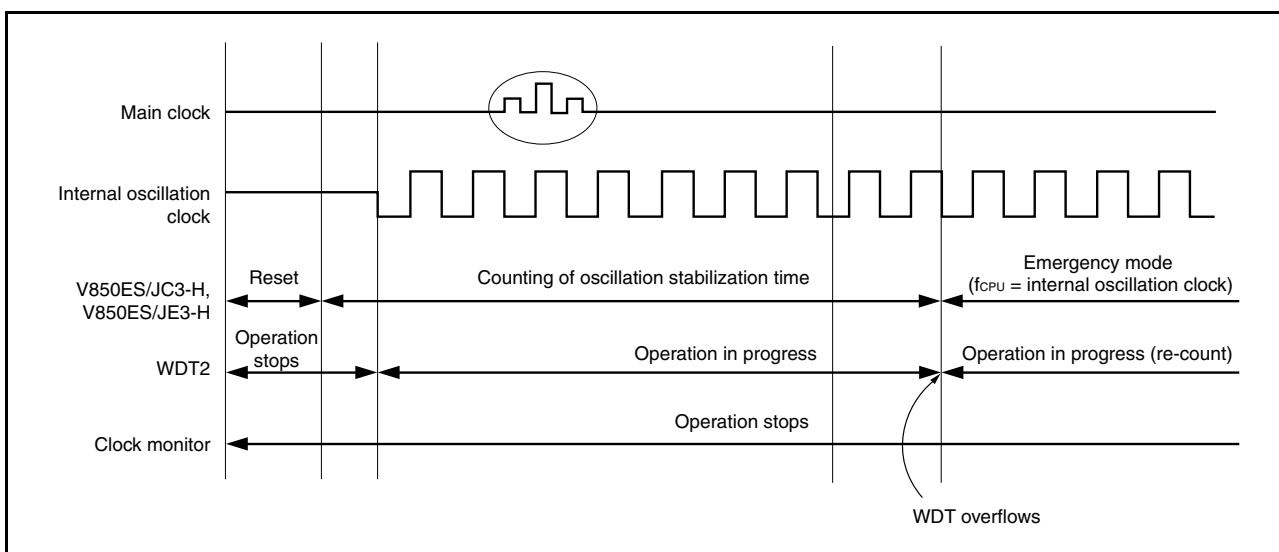 Main clock
Internal oscillation
clock
Reset
Counting of oscillation stabilization time
Emergency mode
(fCPU = internal oscillation clock)
V850ES/JC3-H,
V850ES/JE3-H
Operation
stops
Operation in progress
Operation in progress (re-count)
WDT2
Operation stops
Clock monitor
WDT overflows